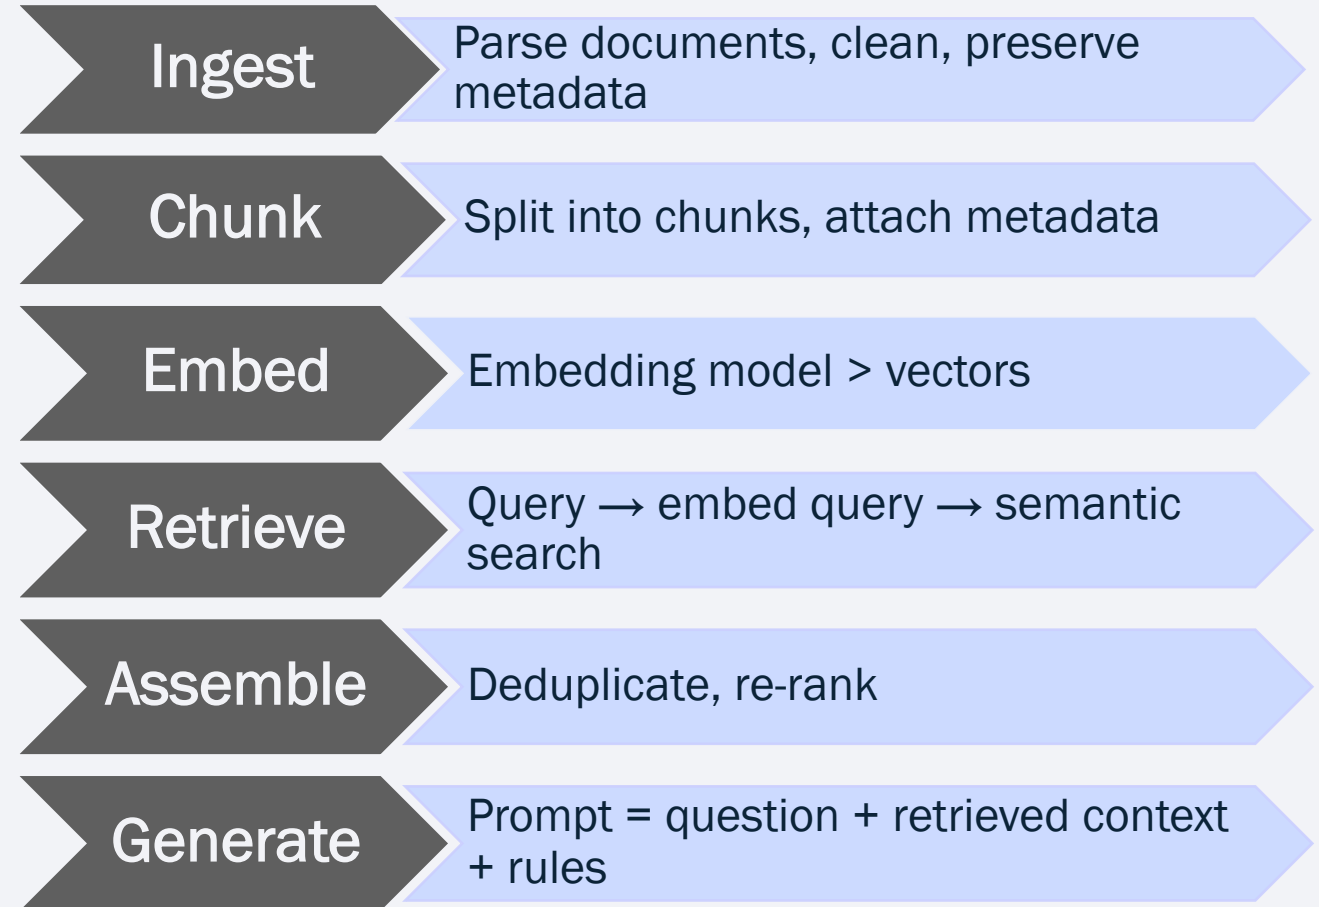 Ingest
Parse documents, clean, preserve
metadata
Chunk
Split into chunks, attach metadata
Embed
Embedding model > vectors
Retrieve
Query → embed query → semantic
search
Assemble
Deduplicate, re-rank
Generate
Prompt = question + retrieved context
+ rules